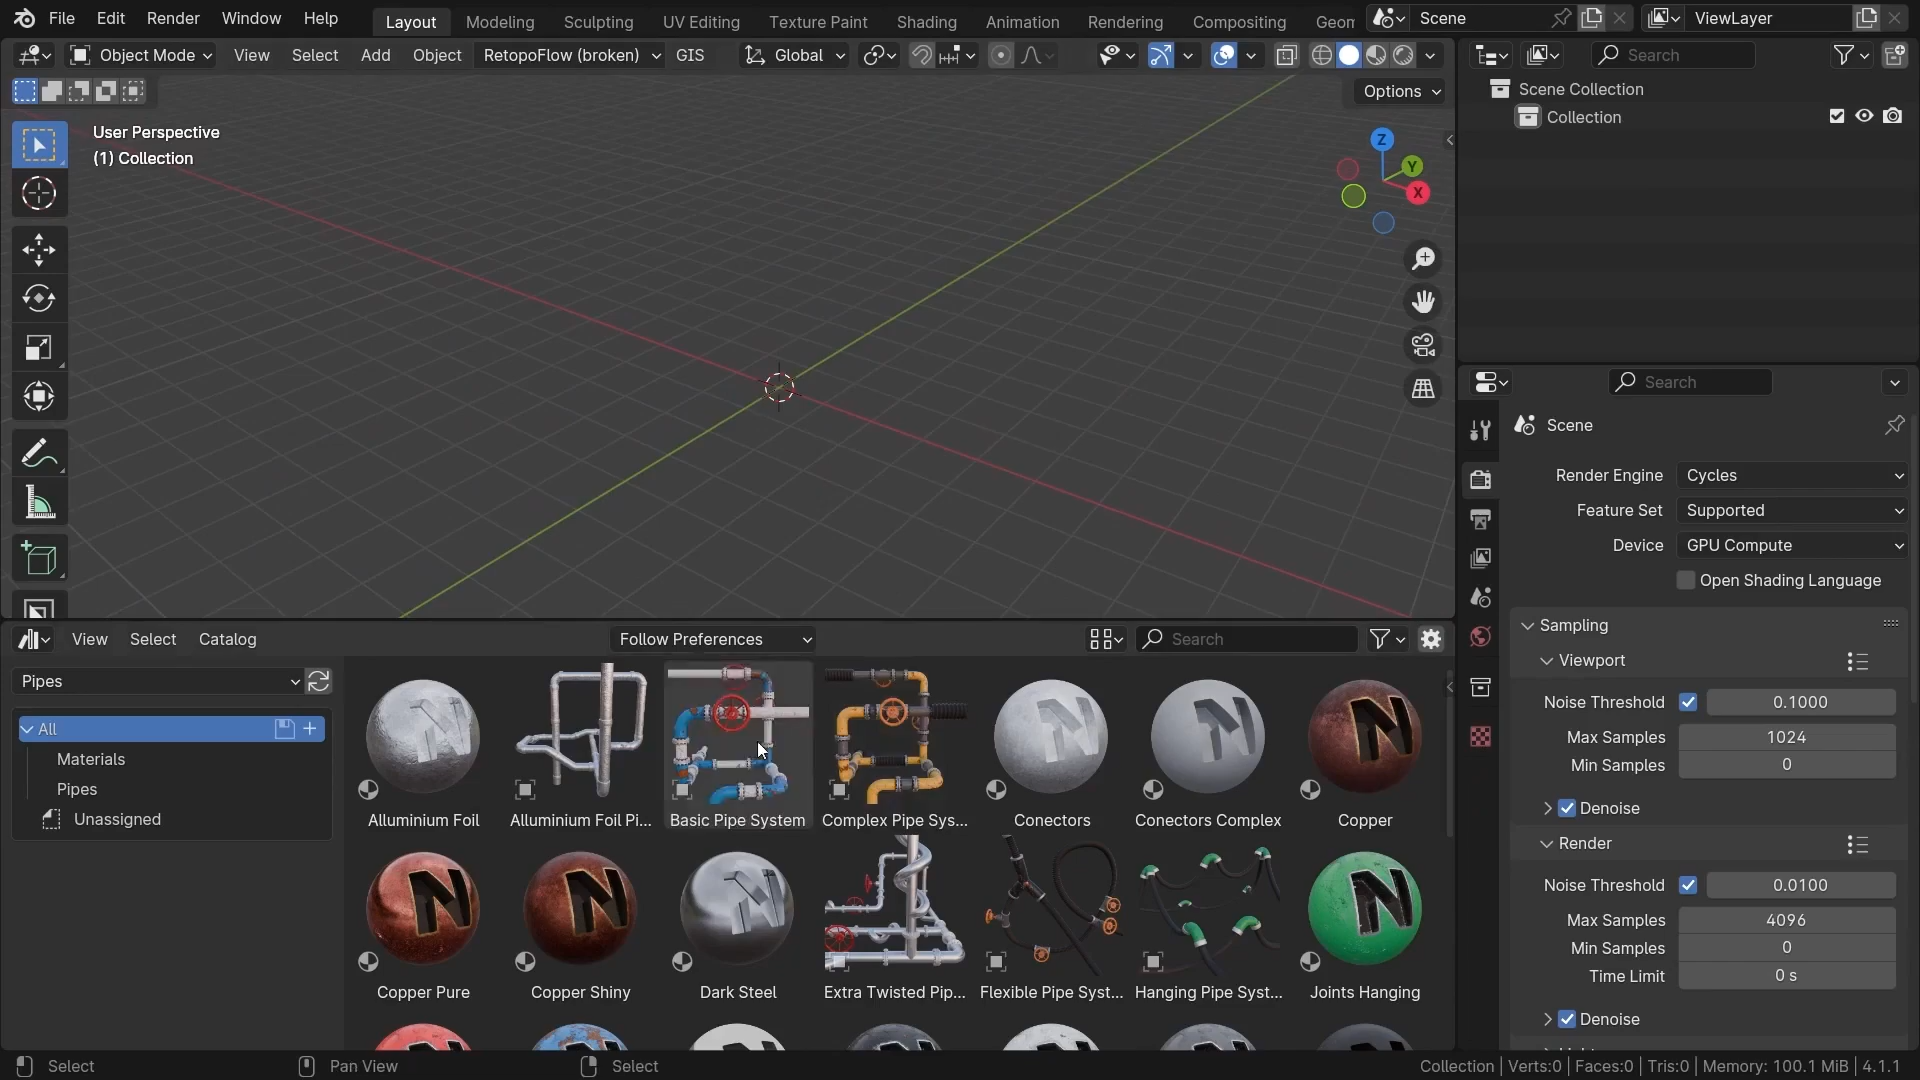 File Edit Render Window Help Layout Modeling Sculpting UV Editing Texture Paint Shading Animation Rendering Compositing Geom Scene ViewLayer
Object Mode View Select Add Object RetopoFlow (broken) GIS Global Search
Options
User Perspective
(1) Collection
Z
Y
X
Scene Collection
Collection
Search
Scene
Render Engine Cycles
Feature Set Supported
Device GPU Compute
Open Shading Language
Sampling
Viewport
Noise Threshold 0.1000
Max Samples 1024
Min Samples 0
Denoise
Render
Noise Threshold 0.0100
Max Samples 4096
Min Samples 0
Time Limit 0 s
Denoise
View Select Catalog Follow Preferences Search
Pipes
All
Materials
Pipes
Unassigned
Alluminium Foil Alluminium Foil Pi... Basic Pipe System Complex Pipe Sys... Conectors Conectors Complex Copper
Copper Pure Copper Shiny Dark Steel Extra Twisted Pip... Flexible Pipe Syst... Hanging Pipe Syst... Joints Hanging
Select Pan View Select Collection | Verts:0 | Faces:0 | Tris:0 | Memory: 100.1 MiB | 4.1.1